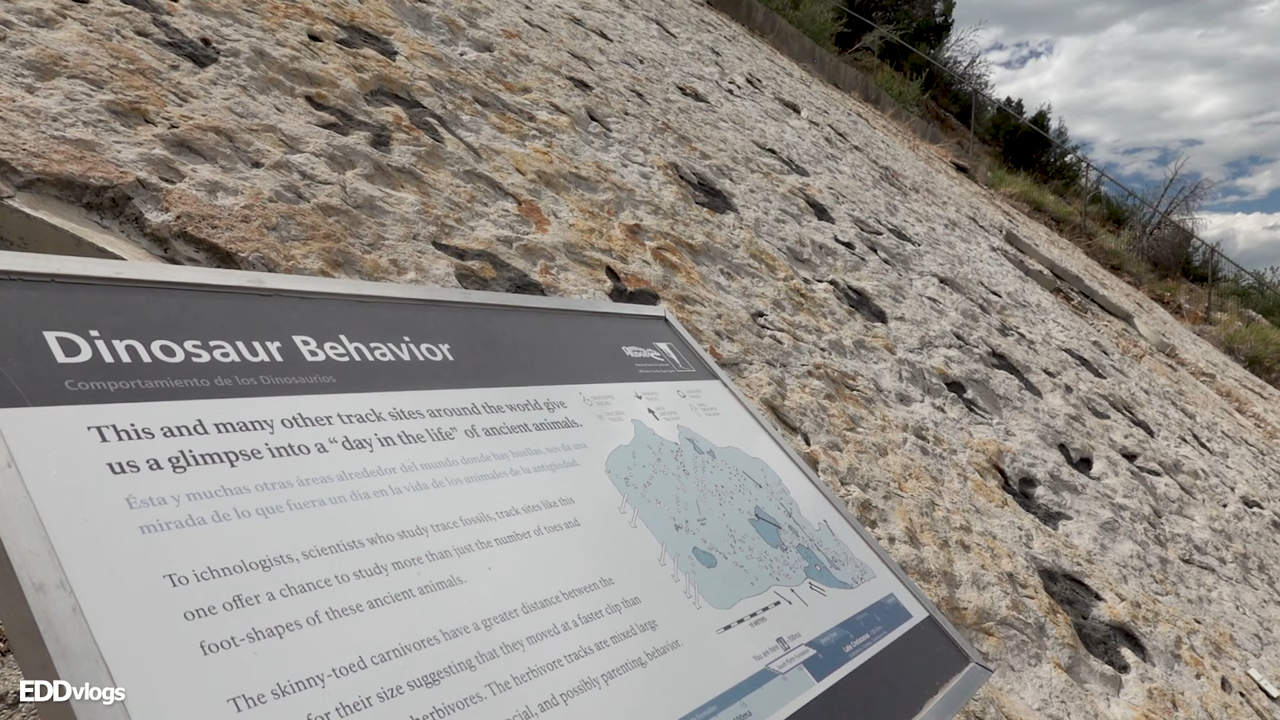 Dinosaur Behavior
Comportamiento de los Dinosaurios
This and many other track sites around the world give
us a glimpse into a “day in the life” of ancient animals.
Ésta y muchas otras áreas alrededor del mundo donde hay huellas, nos da una
mirada de lo que fuera un día en la vida de los animales de la antigüedad.
To ichnologists, scientists who study trace fossils, track sites like this
one offer a chance to study more than just the number of toes and
foot-shapes of these ancient animals.
The skinny-toed carnivores have a greater distance between the
for their size suggesting that they moved at a faster clip than
herbivores. The herbivore tracks are mixed large
cial, and possibly parenting, behavior.
You are here
EDDvlogs